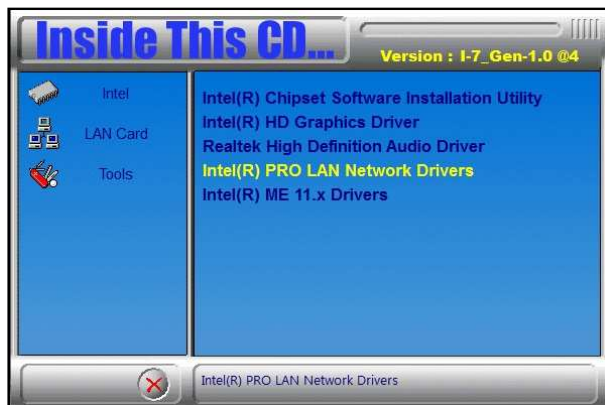 Inside This CD...
Version : I-7_Gen-1.0 @4
Intel
LAN Card
Tools
Intel(R) Chipset Software Installation Utility
Intel(R) HD Graphics Driver
Realtek High Definition Audio Driver
Intel(R) PRO LAN Network Drivers
Intel(R) ME 11.x Drivers
Intel(R) PRO LAN Network Drivers